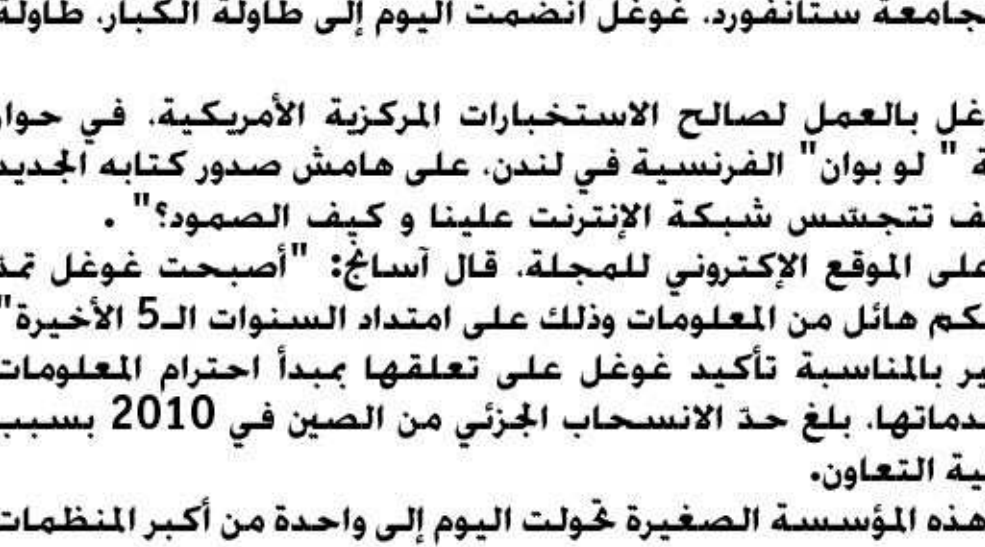 جامعة ستانفورد. غوغل انضمت اليوم إلى طاولة الكبار. طاولة
غل بالعمل لصالح الاستخبارات المركزية الأمريكية. في حوار
ة " لو بوان" الفرنسية في لندن. على هامش صدور كتابه الجديد
ف تتجسّس شبكة الإنترنت علينا و كيف الصمود؟" .
على الموقع الإكتروني للمجلة. قال آسانج: "أصبحت غوغل تمذ
كم هائل من المعلومات وذلك على امتداد السنوات الـ5 الأخيرة"
ير بالمناسبة تأكيد غوغل على تعلقها بمبدأ احترام المعلومات
دماتها. بلغ حدّ الانسحاب الجزئي من الصين في 2010 بسبب
ية التعاون.
هذه المؤسسة الصغيرة تحولت اليوم إلى واحدة من أكبر المنظمات